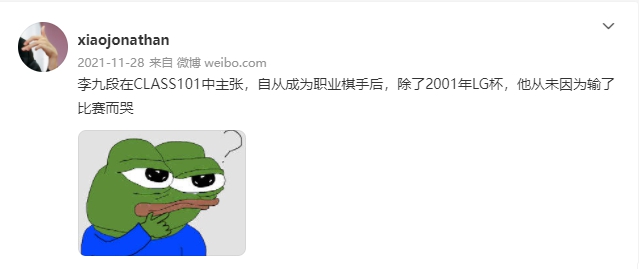 xiaojonathan
2021-11-28 来自 微博 weibo.com
李九段在CLASS101中主张，自从成为职业棋手后，除了2001年LG杯，他从未因为输了
比赛而哭
?